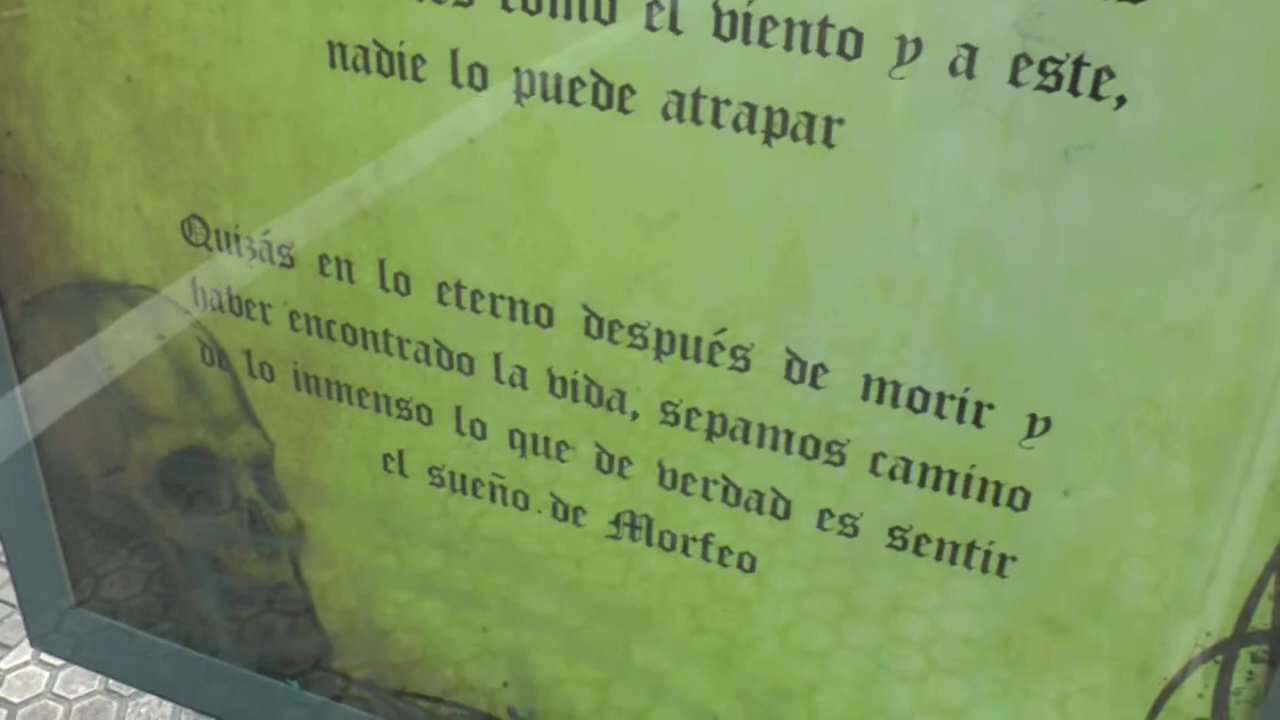 como el viento y a este,
nadie lo puede atrapar
Quizás en lo eterno después de morir y
haber encontrado la vida, sepamos camino
de lo inmenso lo que de verdad es sentir
el sueño de Morfeo